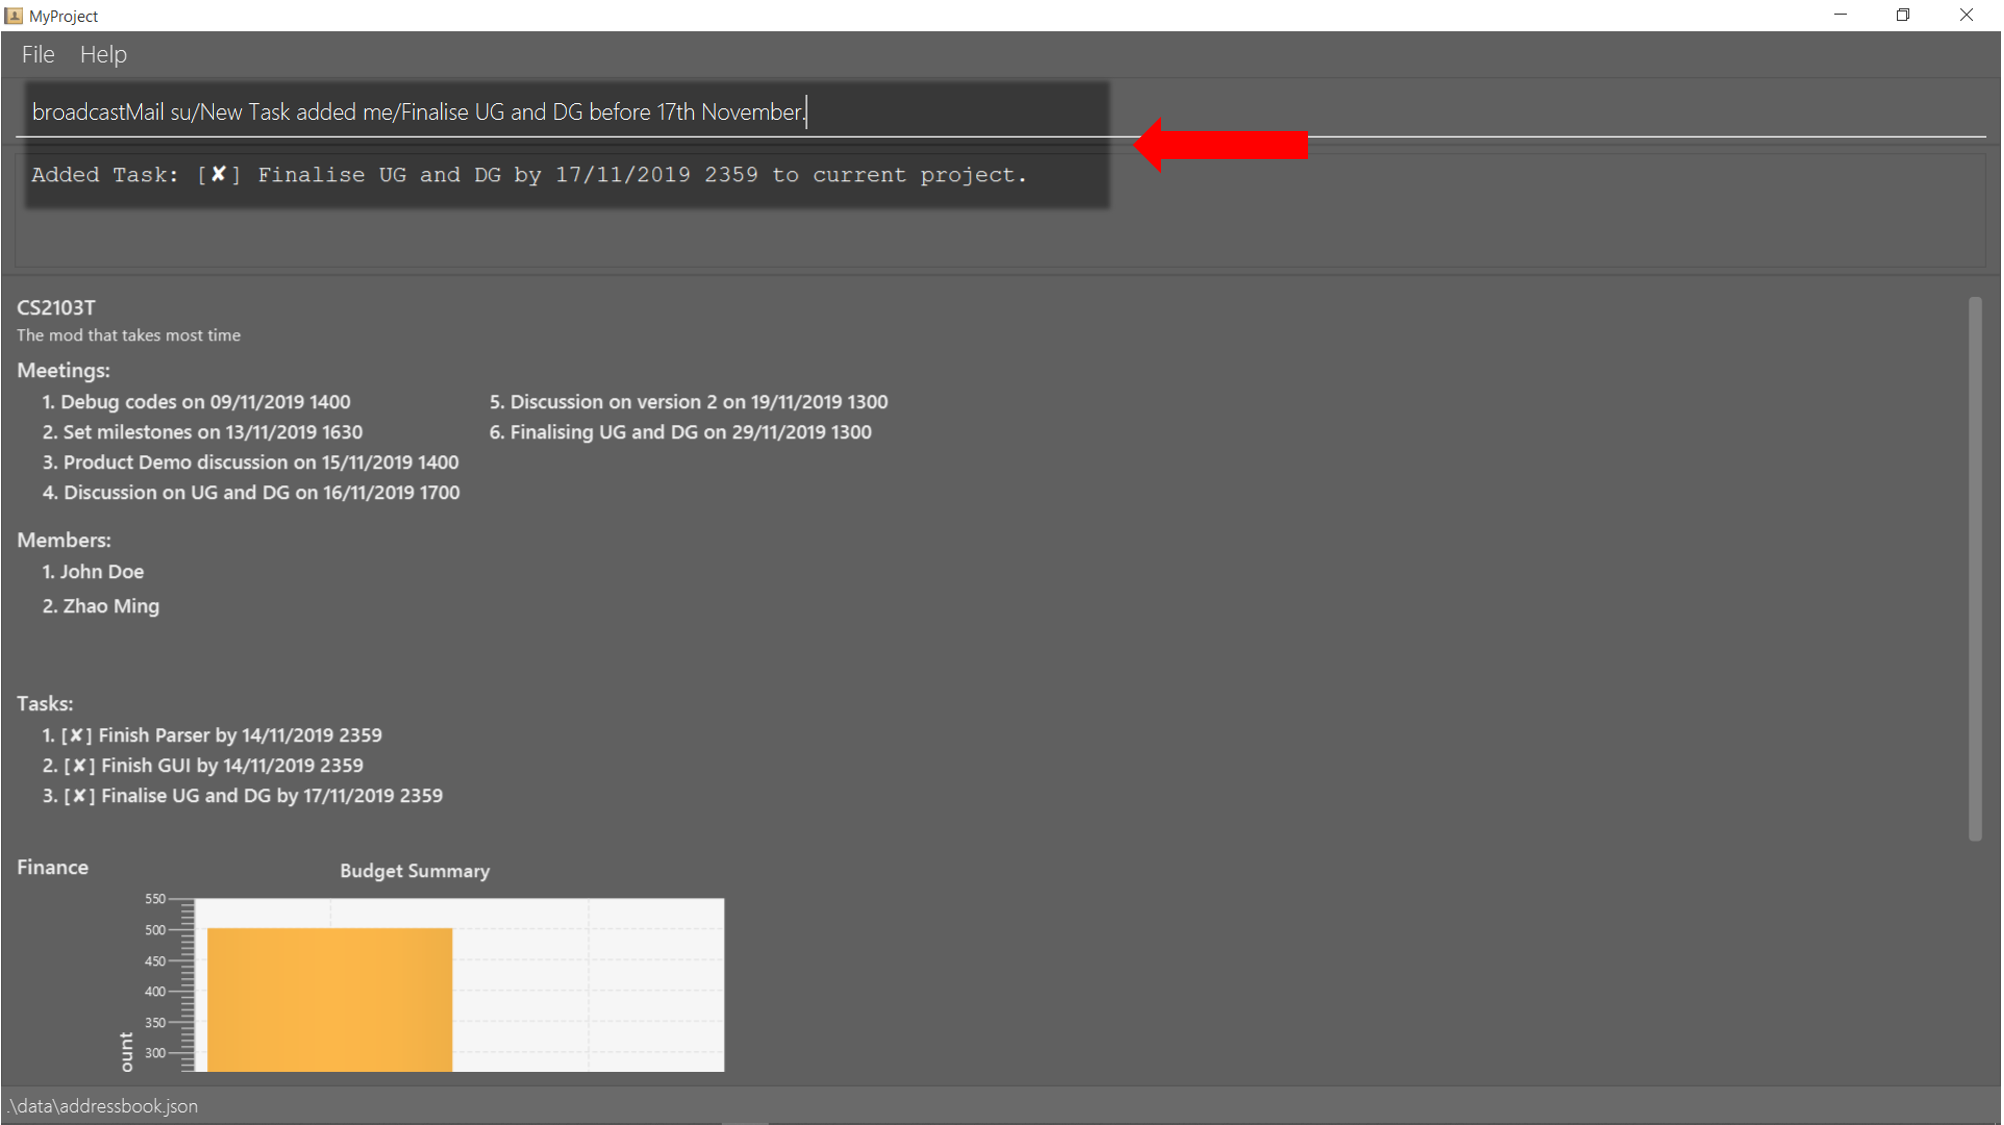 MyProject
File Help
broadcastMail su/New Task added me/Finalise UG and DG before 17th November.
Added Task: [✘] Finalise UG and DG by 17/11/2019 2359 to current project.
CS2103T
The mod that takes most time
Meetings:
1. Debug codes on 09/11/2019 1400
2. Set milestones on 13/11/2019 1630
3. Product Demo discussion on 15/11/2019 1400
4. Discussion on UG and DG on 16/11/2019 1700
5. Discussion on version 2 on 19/11/2019 1300
6. Finalising UG and DG on 29/11/2019 1300
Members:
1. John Doe
2. Zhao Ming
Tasks:
1. [✘] Finish Parser by 14/11/2019 2359
2. [✘] Finish GUI by 14/11/2019 2359
3. [✘] Finalise UG and DG by 17/11/2019 2359
Finance
Budget Summary
550
500
450
400
350
300
ount
.\data\addressbook.json